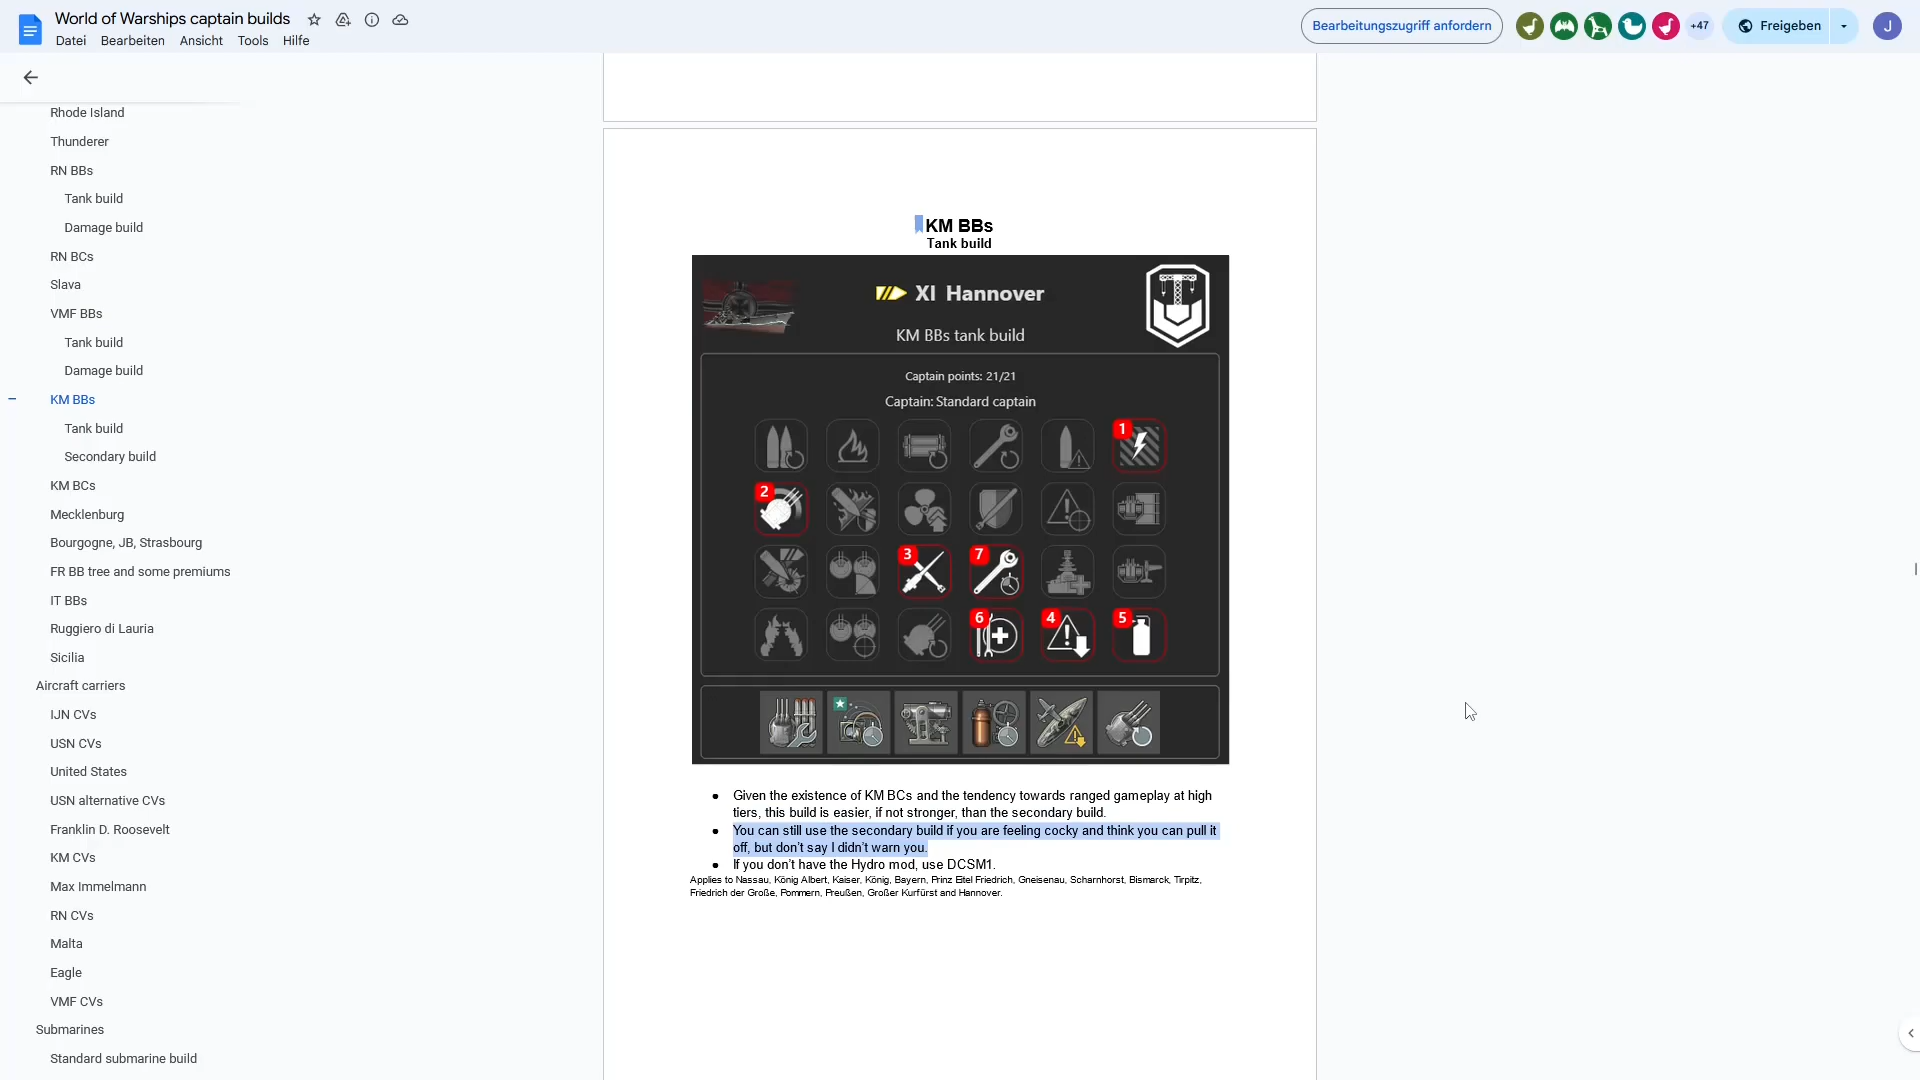 World of Warships captain builds
Datei Bearbeiten Ansicht Tools Hilfe
Bearbeitungszugriff anfordern
+47
Freigeben
J
Rhode Island
Thunderer
RN BBs
Tank build
Damage build
RN BCs
Slava
VMF BBs
Tank build
Damage build
KM BBs
Tank build
Secondary build
KM BCs
Mecklenburg
Bourgogne, JB, Strasbourg
FR BB tree and some premiums
IT BBs
Ruggiero di Lauria
Sicilia
Aircraft carriers
IJN CVs
USN CVs
United States
USN alternative CVs
Franklin D. Roosevelt
KM CVs
Max Immelmann
RN CVs
Malta
Eagle
VMF CVs
Submarines
Standard submarine build
KM BBs
Tank build
XI Hannover
KM BBs tank build
Captain points: 21/21
Captain: Standard captain
1
2
3 7
6 4 5
Given the existence of KM BCs and the tendency towards ranged gameplay at high
tiers, this build is easier, if not stronger, than the secondary build.
You can still use the secondary build if you are feeling cocky and think you can pull it
off, but don't say I didn't warn you.
If you don't have the Hydro mod, use DCSM1.
Applies to Nassau, König Albert, Kaiser, König, Bayern, Prinz Eitel Friedrich, Gneisenau, Scharnhorst, Bismarck, Tirpitz,
Friedrich der Große, Pommern, Preußen, Großer Kurfürst and Hannover.